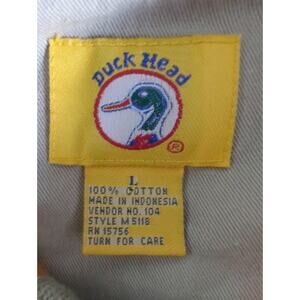 Duck Head
®
L
100% COTTON
MADE IN INDONESIA
VENDOR NO. 104
STYLE M5118
RN 15756
TURN FOR CARE